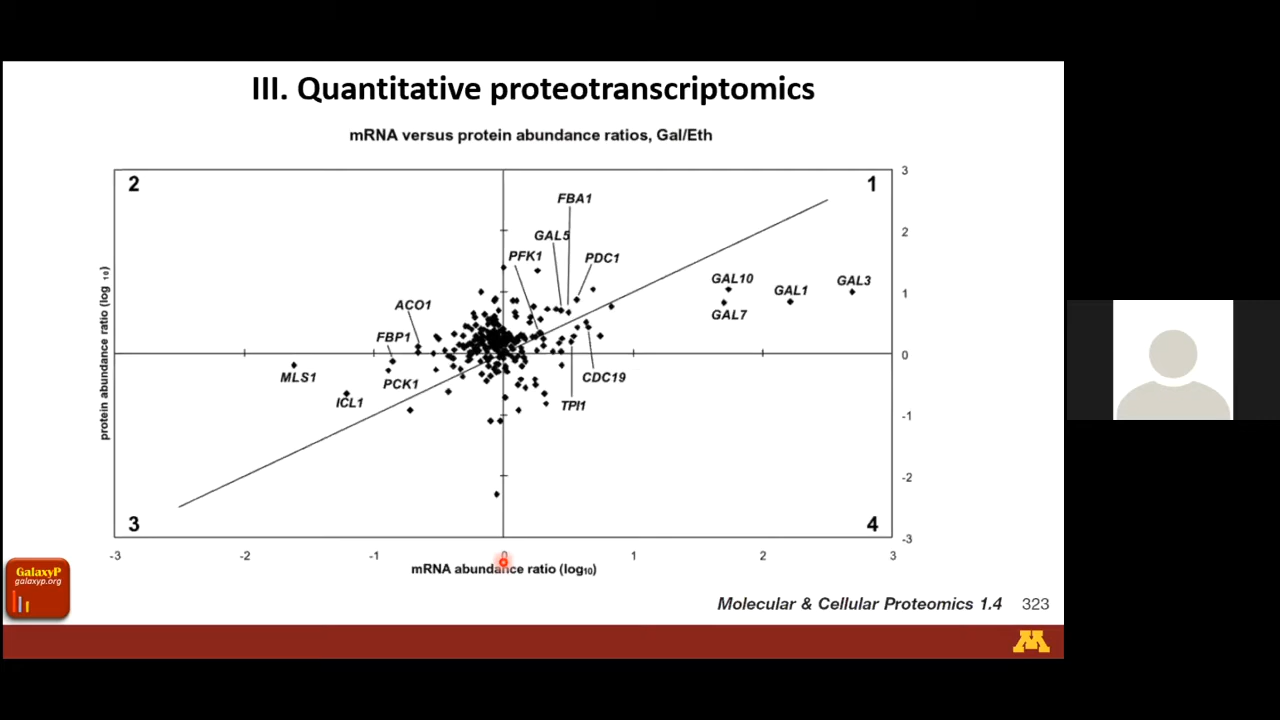 III. Quantitative proteotranscriptomics
mRNA versus protein abundance ratios, Gal/Eth
2
1
3
FBA1
2
GAL5
PFK1
PDC1
GAL10
GAL3
GAL1
1
ACO1
GAL7
FBP1
0
MLS1
PCK1
CDC19
ICL1
TPI1
-1
protein abundance ratio (log 10)
-2
3
4
-3
-3
-2
-1
0
1
2
3
mRNA abundance ratio (log10)
GalaxyP
galaxyp.org
Molecular & Cellular Proteomics 1.4
323
M